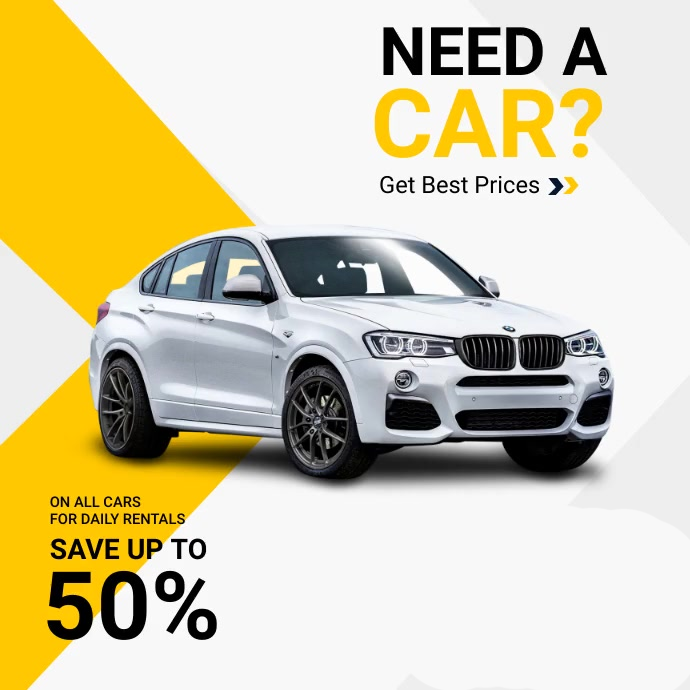 NEED A
CAR?
Get Best Prices
ON ALL CARS
FOR DAILY RENTALS
SAVE UP TO
50%